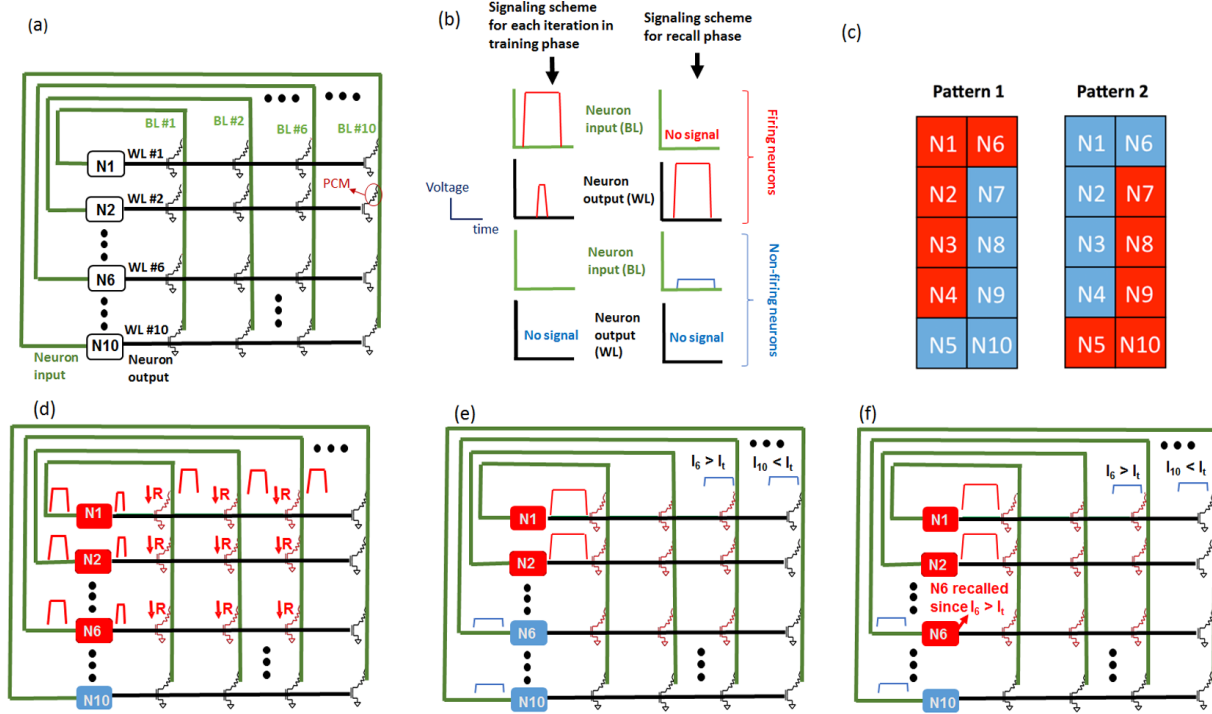 (a)
BL #1
BL #2
BL #6
BL #10
N1
WL #1
PCM
N2
WL #2
N6
WL #6
WL #10
N10
Neuron
input
Neuron
output
(b)
Signaling scheme
for each iteration in
training phase
Signaling scheme
for recall phase
Voltage
time
Neuron
input (BL)
No signal
Neuron
output (WL)
Firing neurons
Neuron
input (BL)
No signal
Neuron
output
(WL)
No signal
Non-firing neurons
(c)
Pattern 1
Pattern 2
N1 N6
N2 N7
N3 N8
N4 N9
N5 N10
N1 N6
N2 N7
N3 N8
N4 N9
N5 N10
(d)
↓R ↓R ↓R
N1
↓R ↓R ↓R
N2
↓R ↓R ↓R
N6
N10
(e)
I₆ > Iₜ
I₁₀ < Iₜ
N1
N2
N6
N10
(f)
I₆ > Iₜ
I₁₀ < Iₜ
N1
N2
N6 recalled
since I₆ > Iₜ
N6
N10